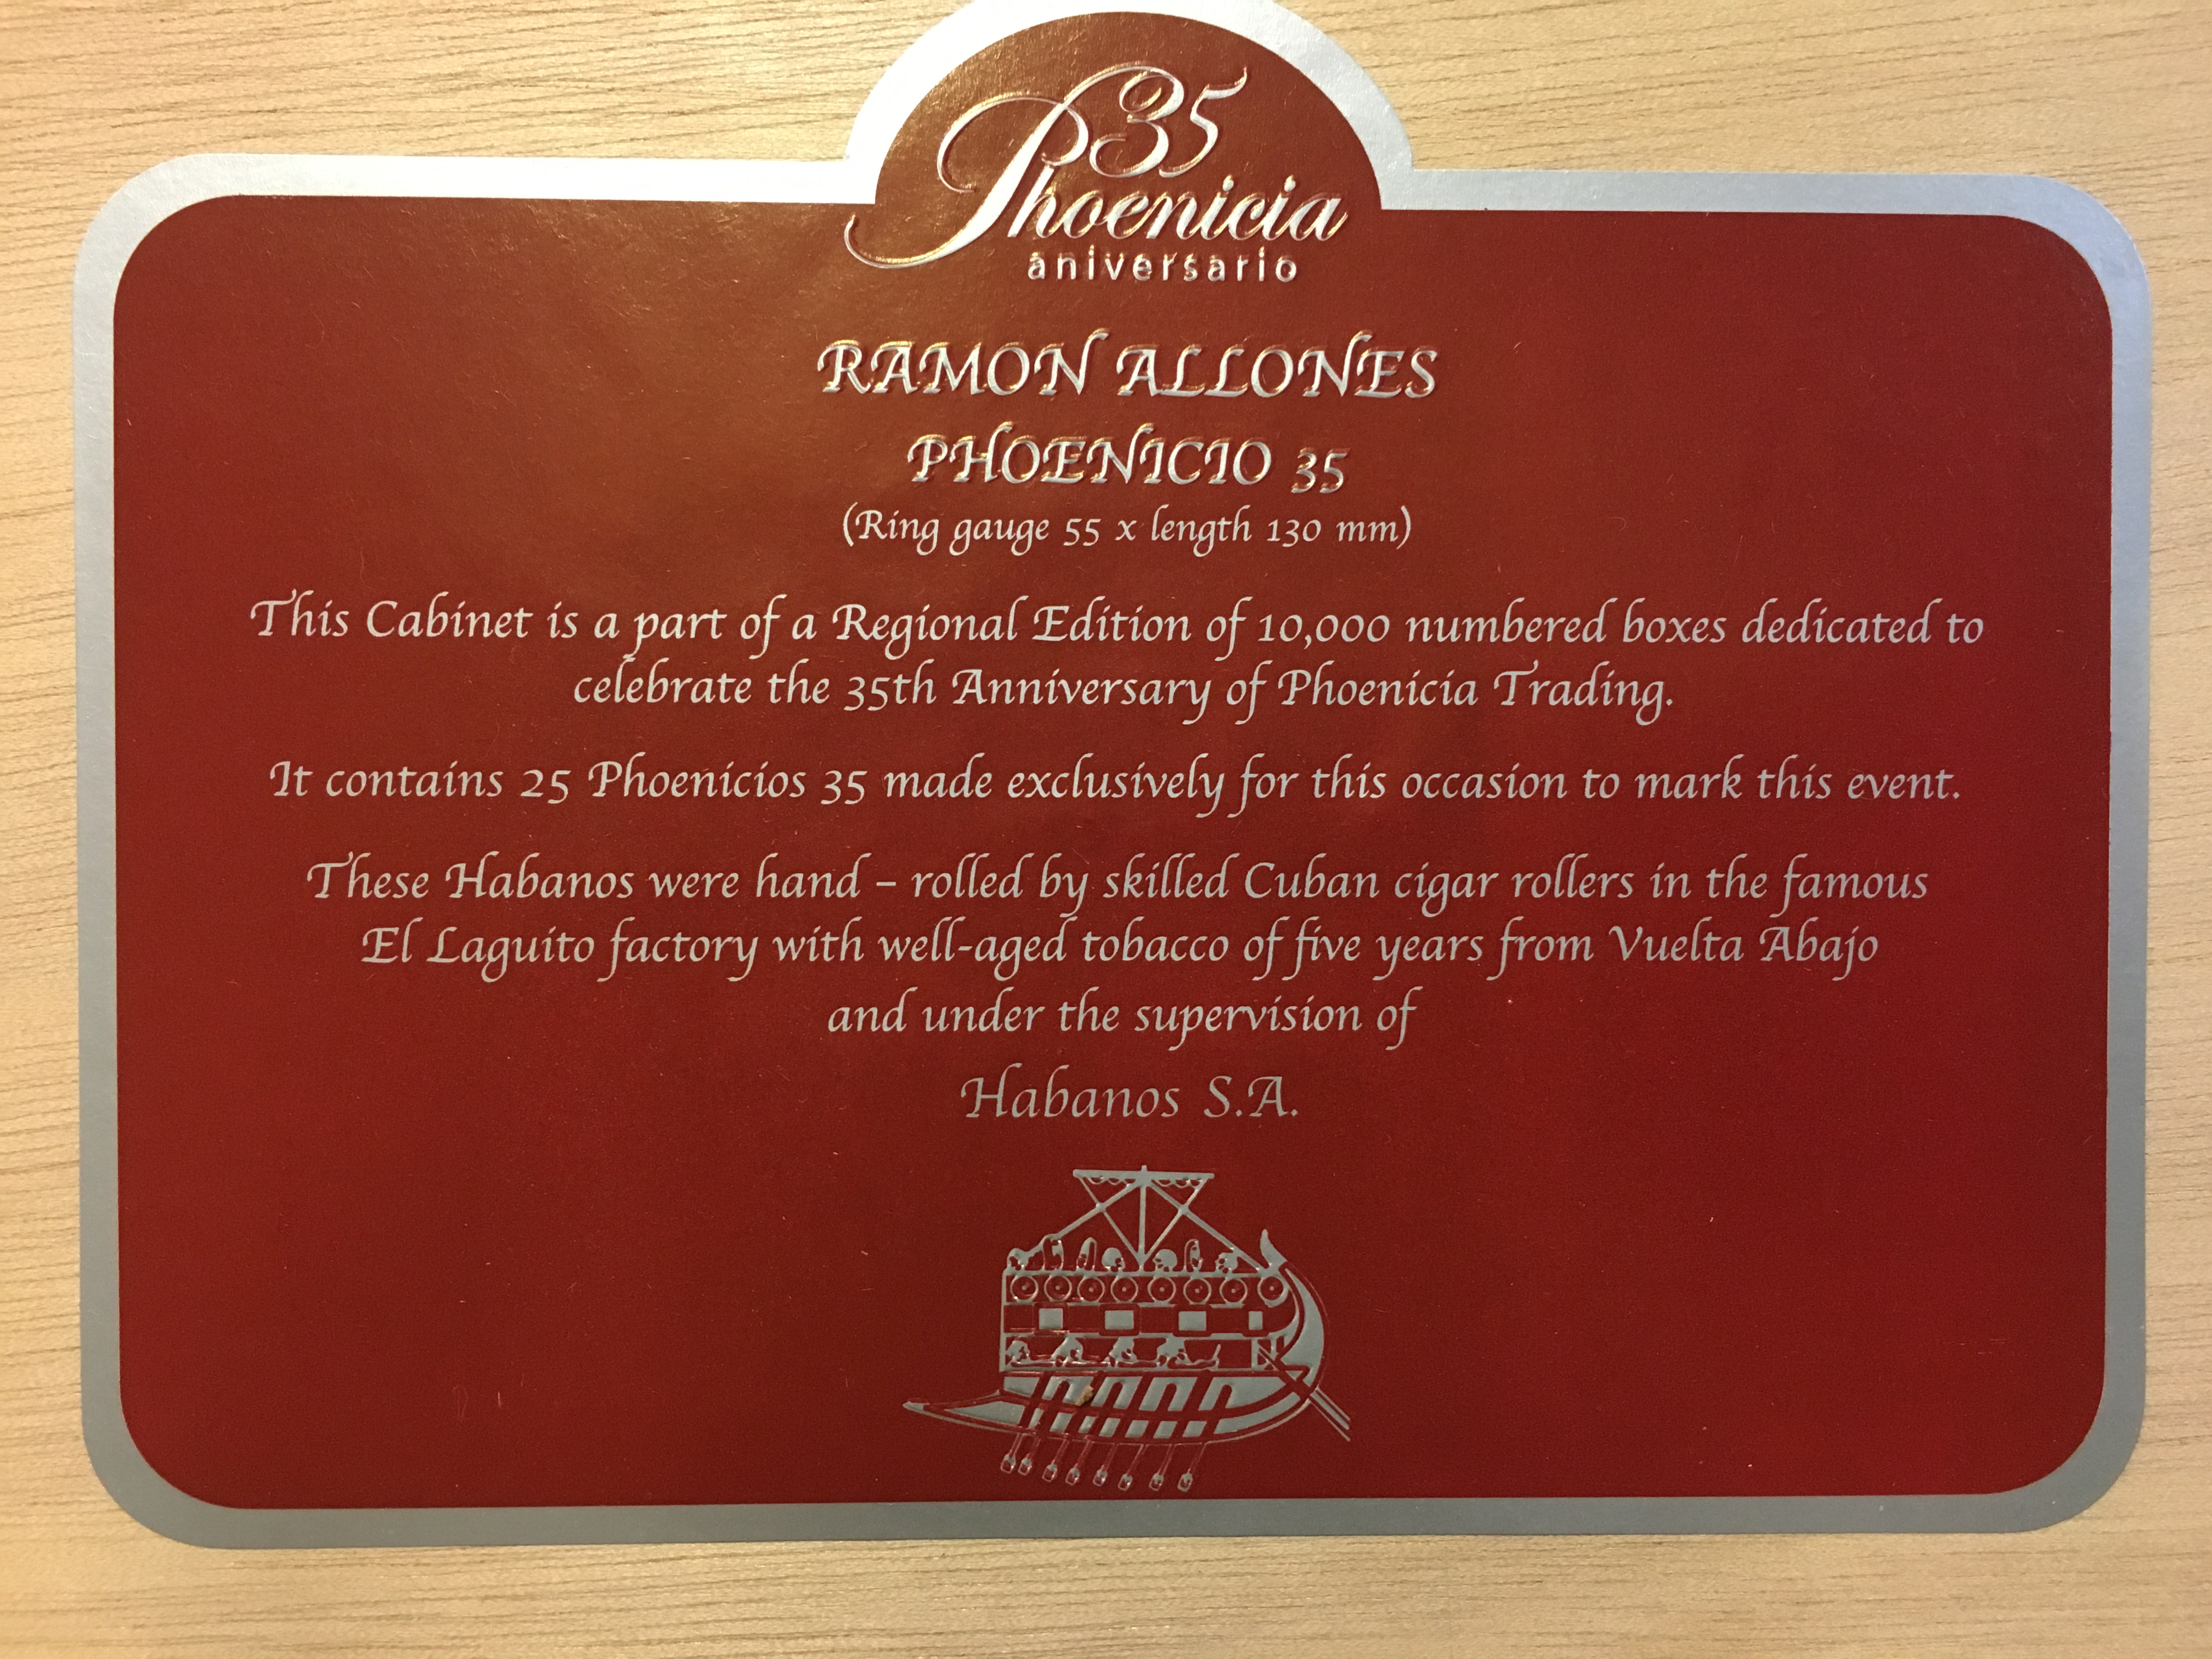 35
Phoenicia
aniversario
RAMON ALLONES
PHOENICIO 35
(Ring gauge 55 x length 130 mm)
This Cabinet is a part of a Regional Edition of 10,000 numbered boxes dedicated to
celebrate the 35th Anniversary of Phoenicia Trading.
It contains 25 Phoenicios 35 made exclusively for this occasion to mark this event.
These Habanos were hand – rolled by skilled Cuban cigar rollers in the famous
El Laguito factory with well-aged tobacco of five years from Vuelta Abajo
and under the supervision of
Habanos S.A.